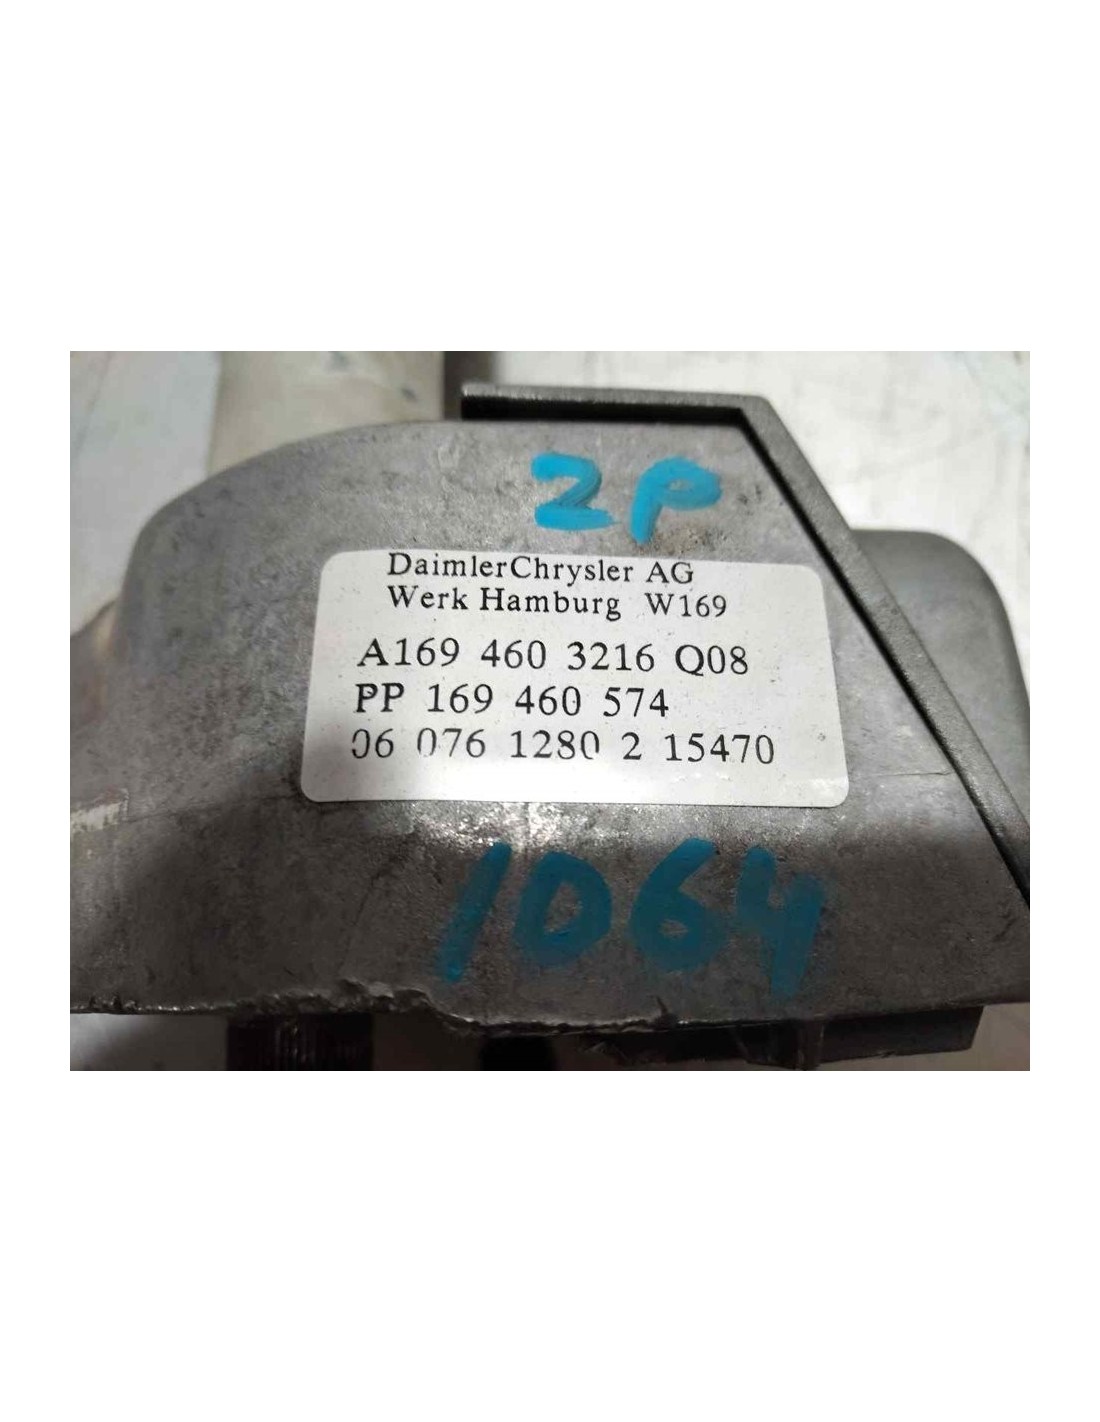 2P
DaimlerChrysler AG
Werk Hamburg W169
A169 460 3216 Q08
PP 169 460 574
06 076 1280 2 15470
1064